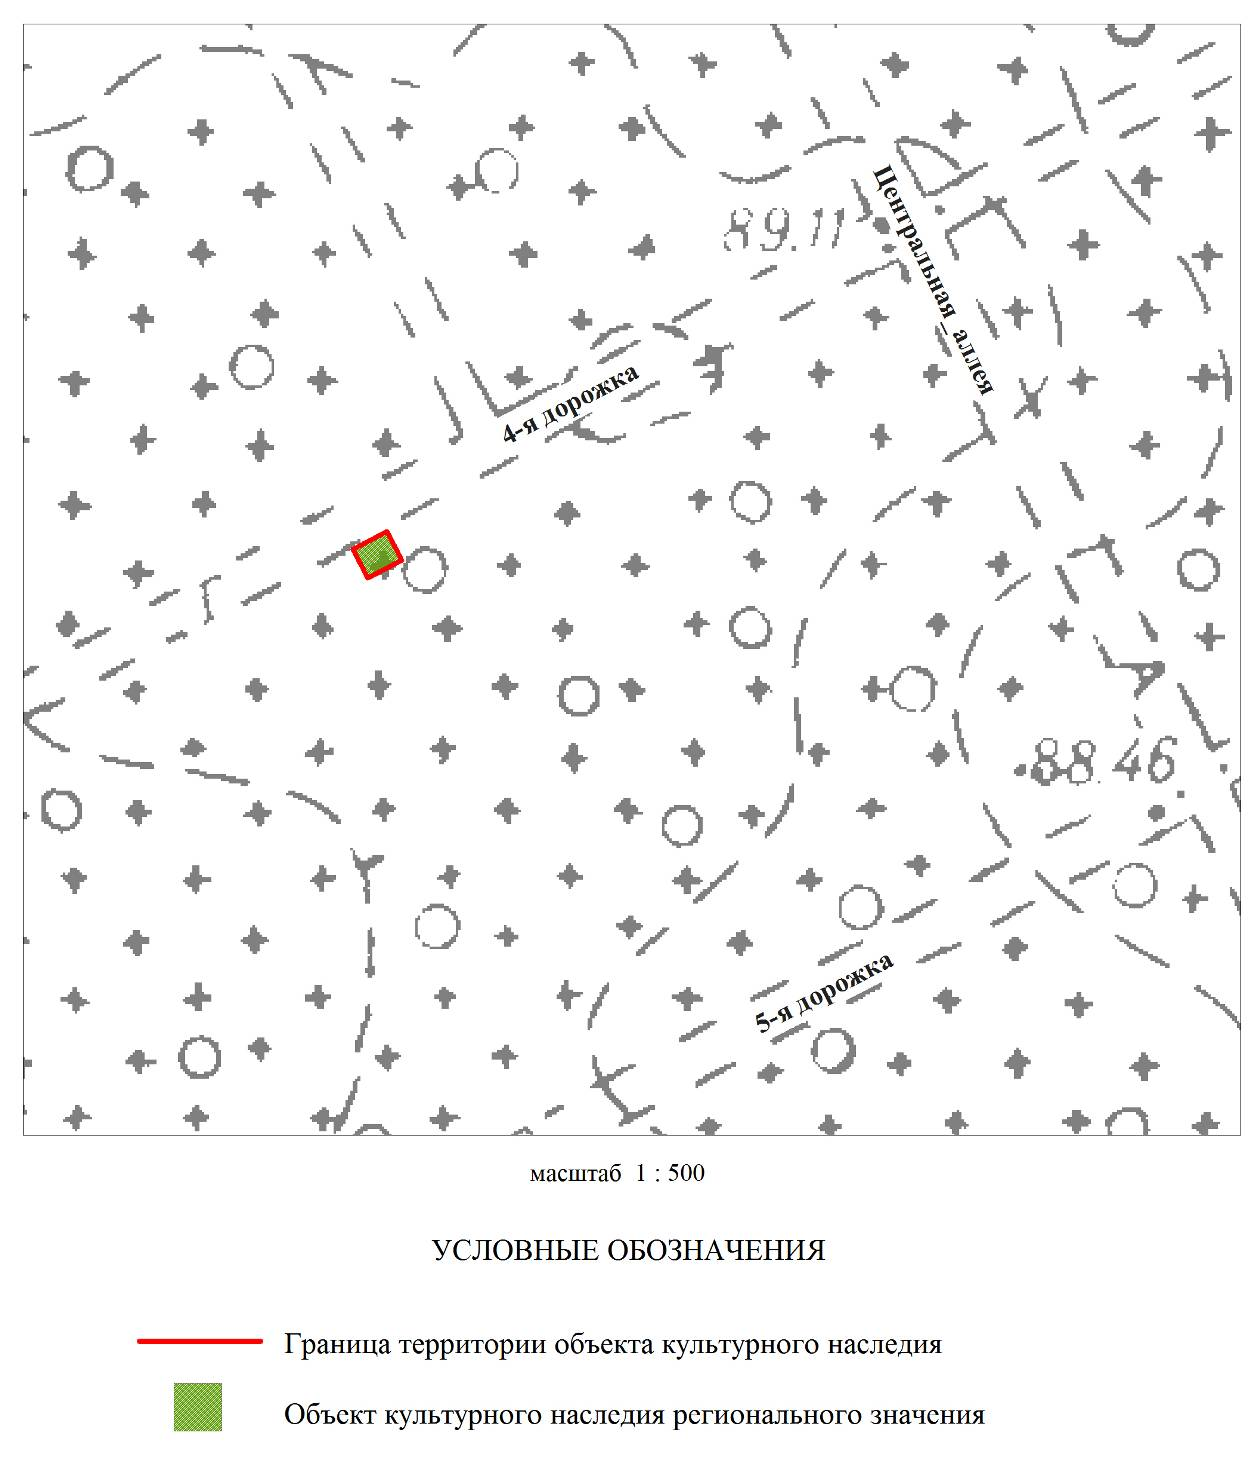 89.11
Центральная_аллея
4-я дорожка
88.46
5-я дорожка
масштаб 1 : 500
УСЛОВНЫЕ ОБОЗНАЧЕНИЯ
Граница территории объекта культурного наследия
Объект культурного наследия регионального значения